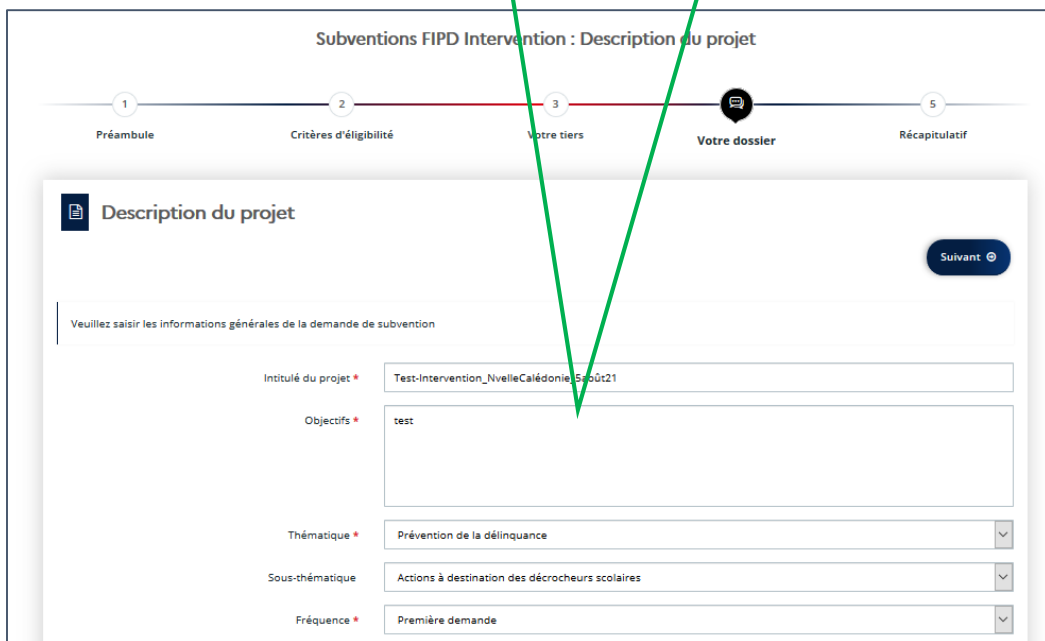 Subventions FIPD Intervention : Description du projet
1 2 3 5
Préambule Critères d'éligibilité Votre tiers Votre dossier Récapitulatif
Description du projet
Suivant
Veuillez saisir les informations générales de la demande de subvention
Intitulé du projet * Test-Intervention_NvelleCalédonie_5août21
Objectifs * test
Thématique * Prévention de la délinquance
Sous-thématique Actions à destination des décrocheurs scolaires
Fréquence * Première demande